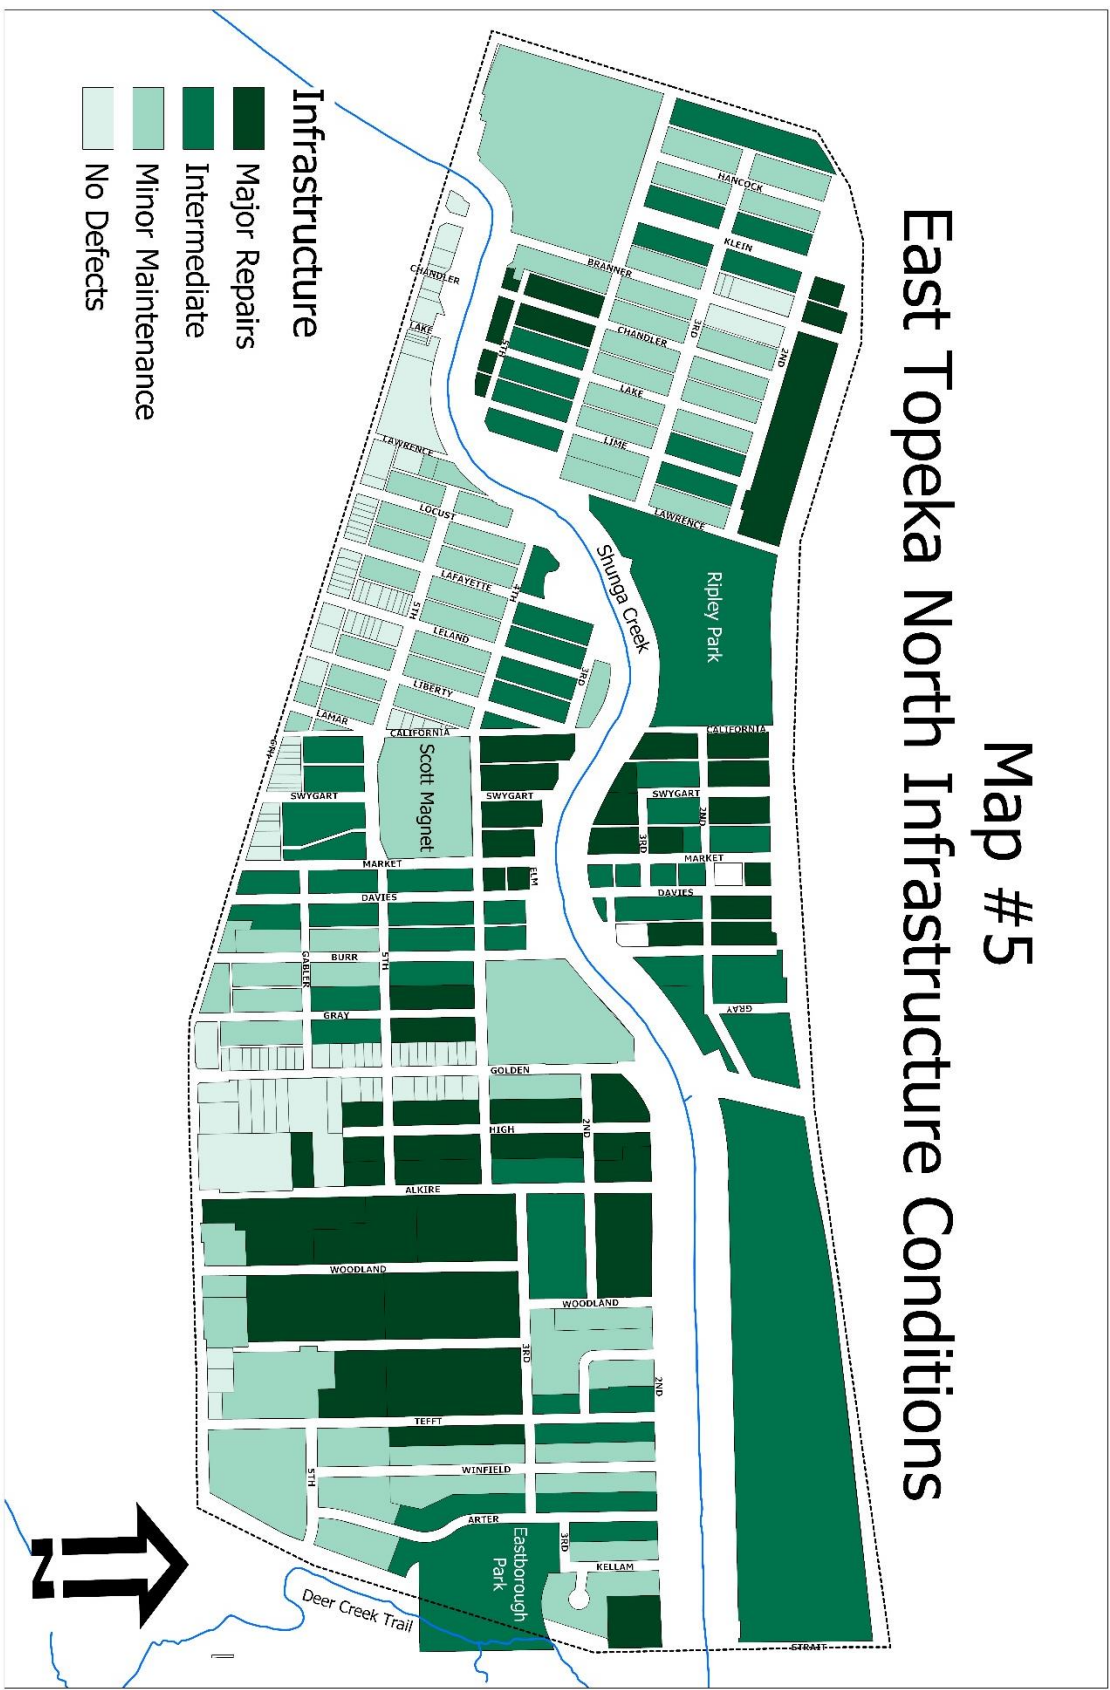 Map #5
East Topeka North Infrastructure Conditions
Infrastructure
Major Repairs
Intermediate
Minor Maintenance
No Defects
HANCOCK
KLEIN
BRANNER
CHANDLER
3RD
2ND
CHANDLER
LAKE
LAKE
5TH
LIME
LAWRENCE
LAWRENCE
LOCUST
LAFAYETTE
4TH
5TH
LELAND
LIBERTY
3RD
LAMAR
Shunga Creek
Ripley Park
CALIFORNIA
CALIFORNIA
6TH
Scott Magnet
SWYGART
SWYGART
SWYGART
2ND
3RD
MARKET
MARKET
ELM
DAVIES
DAVIES
BURR
GABLER
5TH
GRAY
GRAY
GOLDEN
HIGH
2ND
ALKIRE
WOODLAND
WOODLAND
3RD
2ND
TEFFT
WINFIELD
5TH
ARTER
3RD
KELLAM
Eastborough
Park
Deer Creek Trail
STRAIT
N